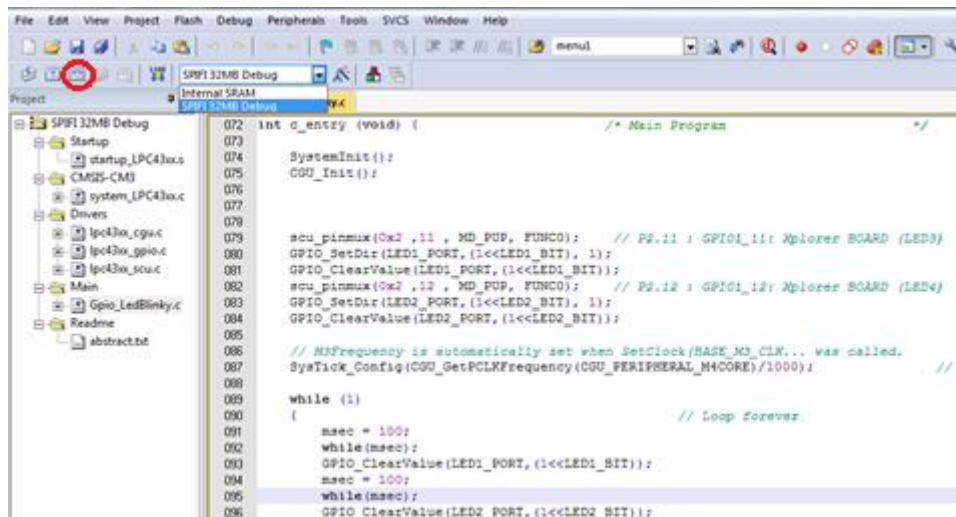 File Edit View Project Flash Debug Peripherals Tools SVCS Window Help
menu1
SPIFI 32MB Debug
Internal SRAM
SPIFI 32MB Debug
Project
SPIFI 32MB Debug
Startup
startup_LPC43xx.s
CMSIS-CM3
system_LPC43xx.c
Drivers
lpc43xx_cgu.c
lpc43xx_gpio.c
lpc43xx_scu.c
Main
Gpio_LedBlinky.c
Readme
abstract.txt
ky.c
072 int c_entry (void) { /* Main Program */
073
074 SystemInit();
075 CGU_Init();
076
077
078
079 scu_pinmux(0x2 ,11 , MD_PUP, FUNC0); // P2.11 : GPIO1_11: Xplorer BOARD (LED3)
080 GPIO_SetDir(LED1_PORT,(1<<LED1_BIT), 1);
081 GPIO_ClearValue(LED1_PORT,(1<<LED1_BIT));
082 scu_pinmux(0x2 ,12 , MD_PUP, FUNC0); // P2.12 : GPIO1_12: Xplorer BOARD (LED4)
083 GPIO_SetDir(LED2_PORT,(1<<LED2_BIT), 1);
084 GPIO_ClearValue(LED2_PORT,(1<<LED2_BIT));
085
086 // M3Frequency is automatically set when SetClock(BASE_M3_CLK... was called.
087 SysTick_Config(CGU_GetPCLKFrequency(CGU_PERIPHERAL_M4CORE)/1000); //
088
089 while (1)
090 { // Loop forever
091 msec = 100;
092 while(msec);
093 GPIO_ClearValue(LED1_PORT,(1<<LED1_BIT));
094 msec = 100;
095 while(msec);
096 GPIO_ClearValue(LED2_PORT,(1<<LED2_BIT));